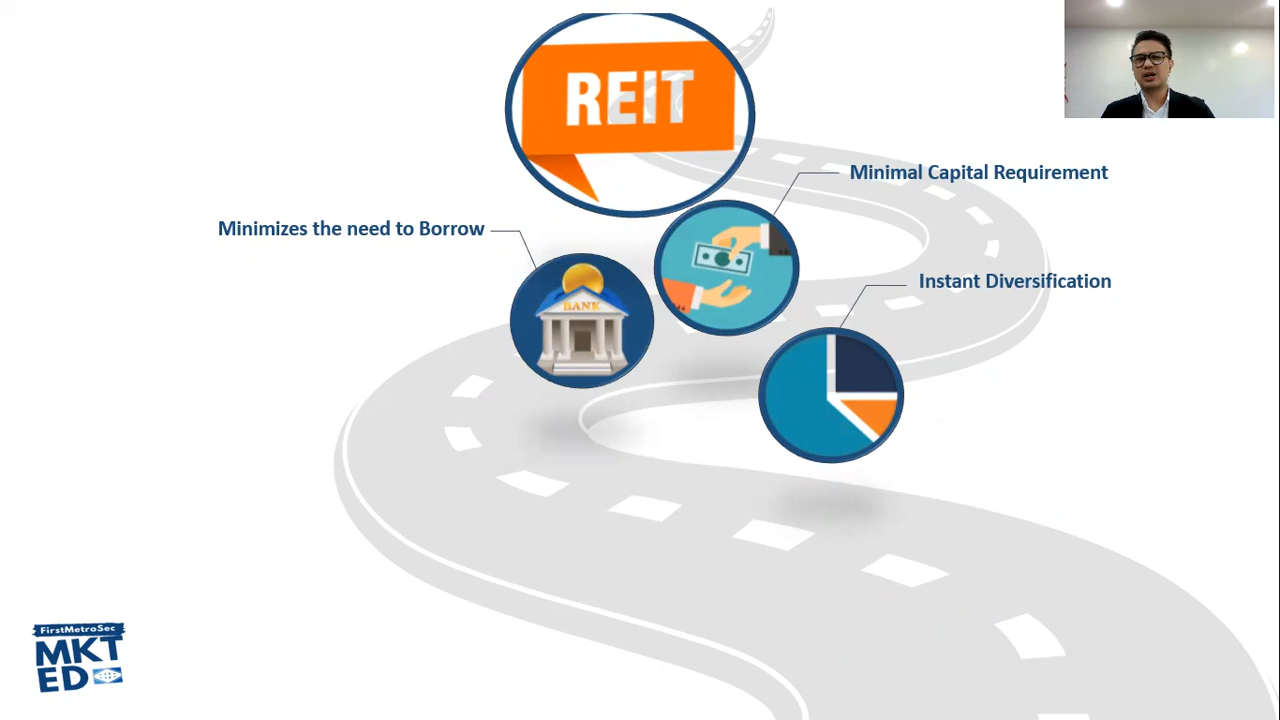 REIT
Minimal Capital Requirement
Minimizes the need to Borrow
Instant Diversification
BANK
FirstMetroSec
MKT
ED